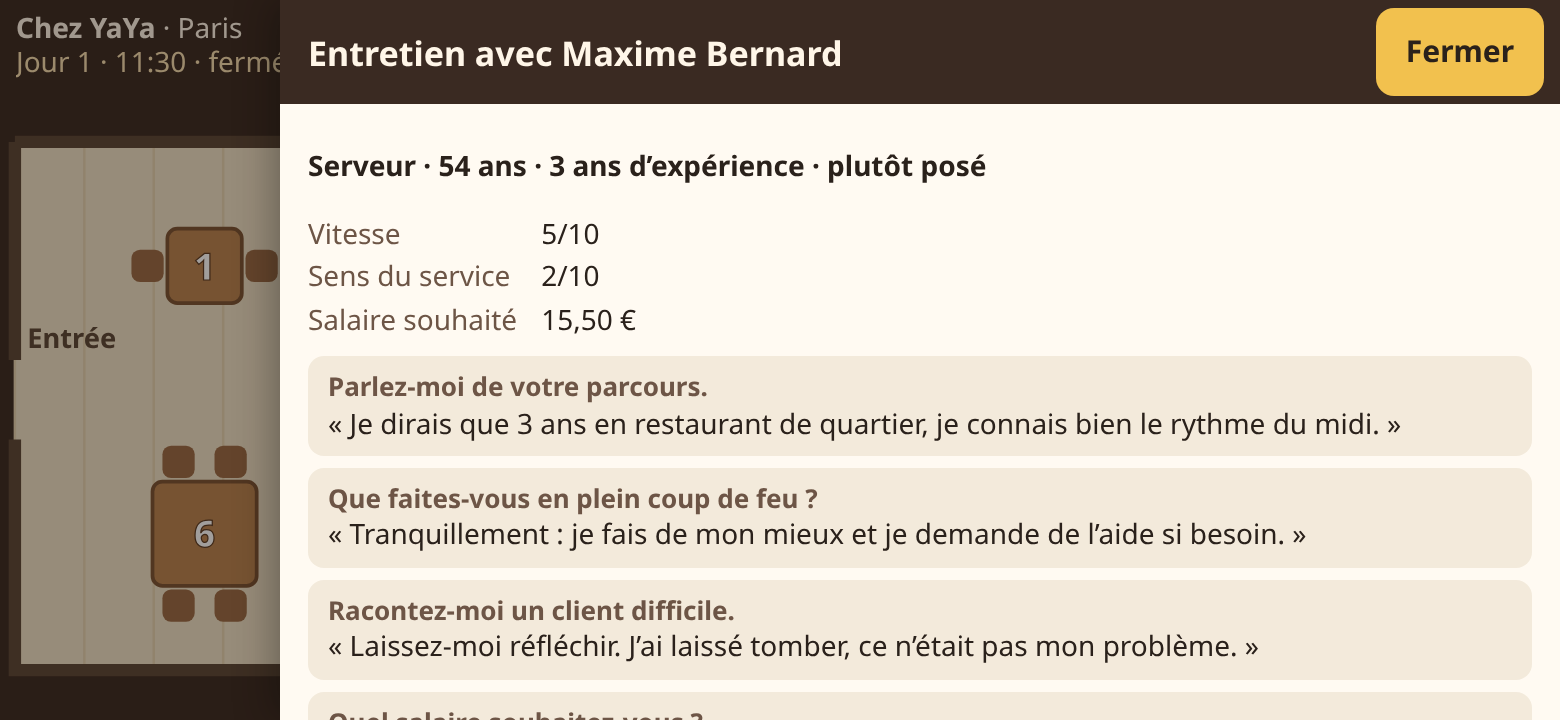 Chez YaYa · Paris
Jour 1 · 11:30 · fermé
Entretien avec Maxime Bernard
Fermer
1
Entrée
6
Serveur · 54 ans · 3 ans d’expérience · plutôt posé
Vitesse 5/10
Sens du service 2/10
Salaire souhaité 15,50 €
Parlez-moi de votre parcours.
« Je dirais que 3 ans en restaurant de quartier, je connais bien le rythme du midi. »
Que faites-vous en plein coup de feu ?
« Tranquillement : je fais de mon mieux et je demande de l’aide si besoin. »
Racontez-moi un client difficile.
« Laissez-moi réfléchir. J’ai laissé tomber, ce n’était pas mon problème. »
Quel salaire souhaitez-vous ?